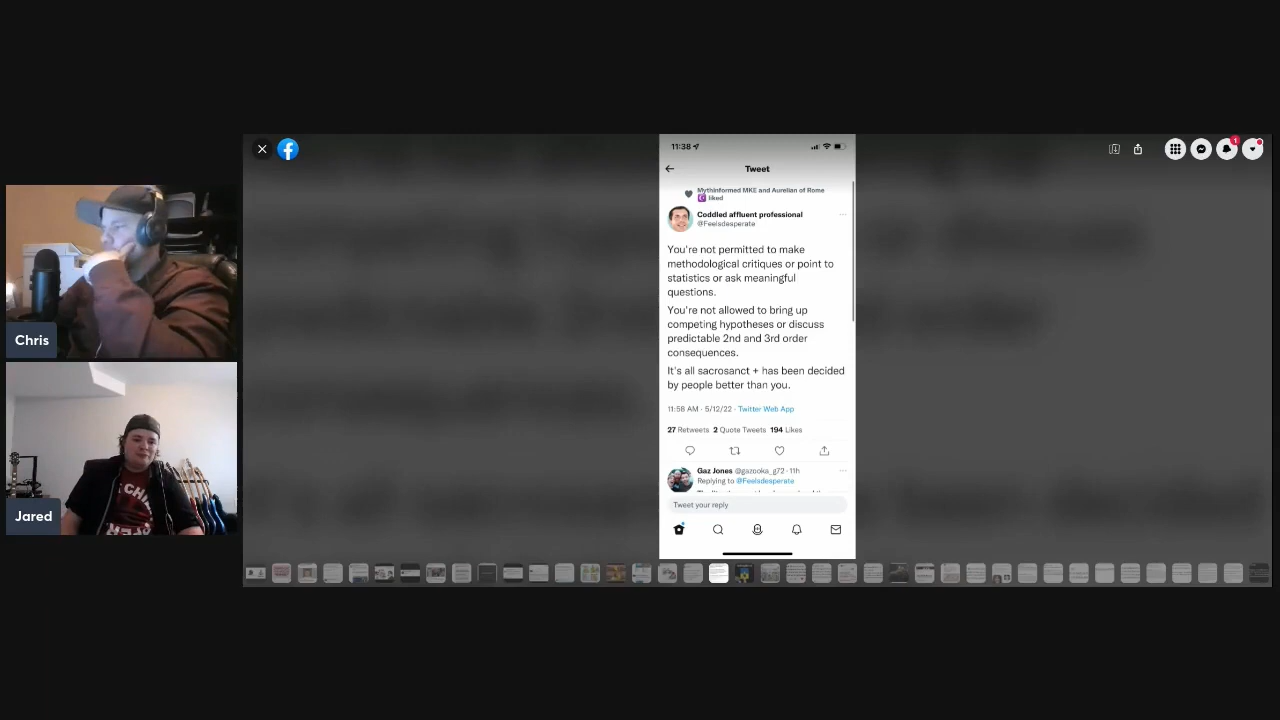 11:38
Tweet
Mythinformed MKE and Aurelian of Rome
liked
Coddled affluent professional
@Feelsdesperate
You're not permitted to make
methodological critiques or point to
statistics or ask meaningful
questions.
You're not allowed to bring up
competing hypotheses or discuss
predictable 2nd and 3rd order
consequences.
It's all sacrosanct + has been decided
by people better than you.
11:58 AM · 5/12/22 · Twitter Web App
27 Retweets 2 Quote Tweets 194 Likes
Gaz Jones @gazooka_g72 · 11h
Replying to @Feelsdesperate
Tweet your reply
1
Chris
Jared